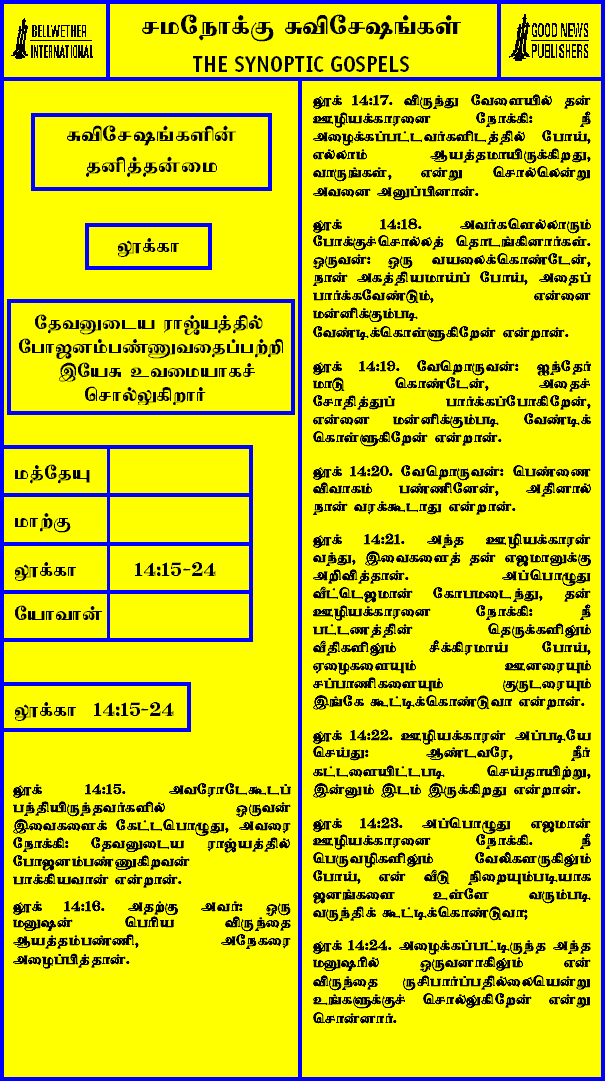 BELLWETHER
INTERNATIONAL
சமநோக்கு சுவிசேஷங்கள்
THE SYNOPTIC GOSPELS
GOOD NEWS
PUBLISHERS
சுவிசேஷங்களின்
தனித்தன்மை
லூக்கா
தேவனுடைய ராஜ்யத்தில்
போஜனம்பண்ணுவதைப்பற்றி
இயேசு உவமையாகச்
சொல்லுகிறார்
மத்தேயு
மாற்கு
லூக்கா 14:15-24
யோவான்
லூக்கா 14:15-24
லூக் 14:15. அவரோடேகூடப்
பந்தியிருந்தவர்களில் ஒருவன்
இவைகளைக் கேட்டபொழுது, அவரை
நோக்கி: தேவனுடைய ராஜ்யத்தில்
போஜனம்பண்ணுகிறவன்
பாக்கியவான் என்றான்.
லூக் 14:16. அதற்கு அவர்: ஒரு
மனுஷன் பெரிய விருந்தை
ஆயத்தம்பண்ணி, அநேகரை
அழைப்பித்தான்.
லூக் 14:17. விருந்து வேளையில் தன்
ஊழியக்காரனை நோக்கி: நீ
அழைக்கப்பட்டவர்களிடத்தில் போய்,
எல்லாம் ஆயத்தமாயிருக்கிறது,
வாருங்கள், என்று சொல்லென்று
அவனை அனுப்பினான்.
லூக் 14:18. அவர்களெல்லாரும்
போக்குச்சொல்லத் தொடங்கினார்கள்.
ஒருவன்: ஒரு வயலைக்கொண்டேன்,
நான் அகத்தியமாய்ப் போய், அதைப்
பார்க்கவேண்டும், என்னை
மன்னிக்கும்படி
வேண்டிக்கொள்ளுகிறேன் என்றான்.
லூக் 14:19. வேறொருவன்: ஐந்தேர்
மாடு கொண்டேன், அதைச்
சோதித்துப் பார்க்கப்போகிறேன்,
என்னை மன்னிக்கும்படி வேண்டிக்
கொள்ளுகிறேன் என்றான்.
லூக் 14:20. வேறொருவன்: பெண்ணை
விவாகம் பண்ணினேன், அதினால்
நான் வரக்கூடாது என்றான்.
லூக் 14:21. அந்த ஊழியக்காரன்
வந்து, இவைகளைத் தன் எஜமானுக்கு
அறிவித்தான். அப்பொழுது
வீட்டெஜமான் கோபமடைந்து, தன்
ஊழியக்காரனை நோக்கி: நீ
பட்டணத்தின் தெருக்களிலும்
வீதிகளிலும் சீக்கிரமாய் போய்,
ஏழைகளையும் ஊனரையும்
சப்பாணிகளையும் குருடரையும்
இங்கே கூட்டிக்கொண்டுவா என்றான்.
லூக் 14:22. ஊழியக்காரன் அப்படியே
செய்து: ஆண்டவரே, நீர்
கட்டளையிட்டபடி செய்தாயிற்று,
இன்னும் இடம் இருக்கிறது என்றான்.
லூக் 14:23. அப்பொழுது எஜமான்
ஊழியக்காரனை நோக்கி. நீ
பெருவழிகளிலும் வேலிகளருகிலும்
போய், என் வீடு நிறையும்படியாக
ஜனங்களை உள்ளே வரும்படி
வருந்திக் கூட்டிக்கொண்டுவா;
லூக் 14:24. அழைக்கப்பட்டிருந்த அந்த
மனுஷரில் ஒருவனாகிலும் என்
விருந்தை ருசிபார்ப்பதில்லையென்று
உங்களுக்குச் சொல்லுகிறேன் என்று
சொன்னார்.